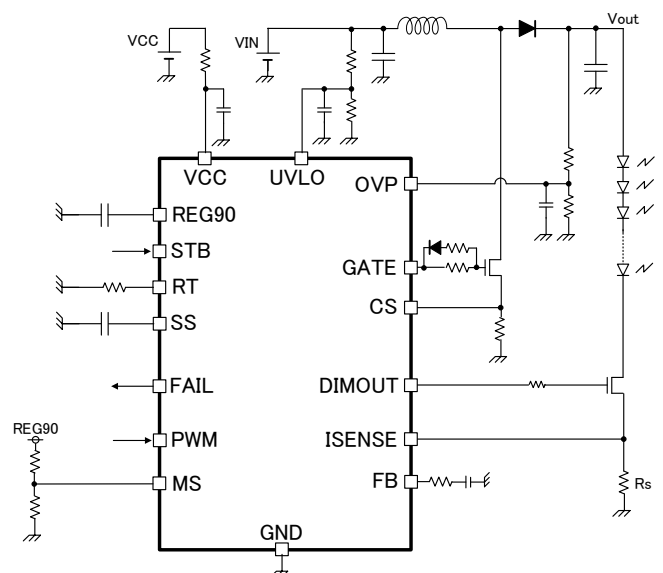 VCC
VIN
Vout
VCC
UVLO
OVP
REG90
STB
GATE
RT
CS
SS
FAIL
DIMOUT
REG90
PWM
ISENSE
MS
FB
Rs
GND